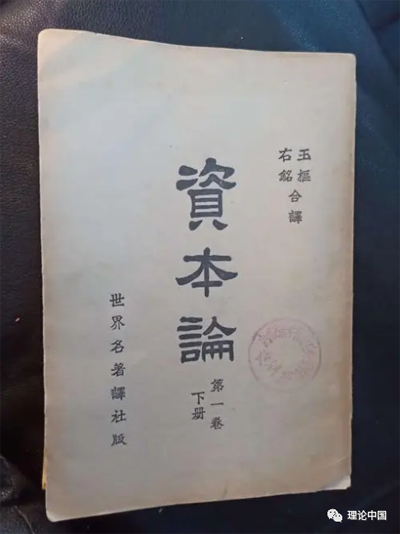 玉樞
右銘
合譯
資本論
第一卷
下册
世界名著譯社版
理论中国